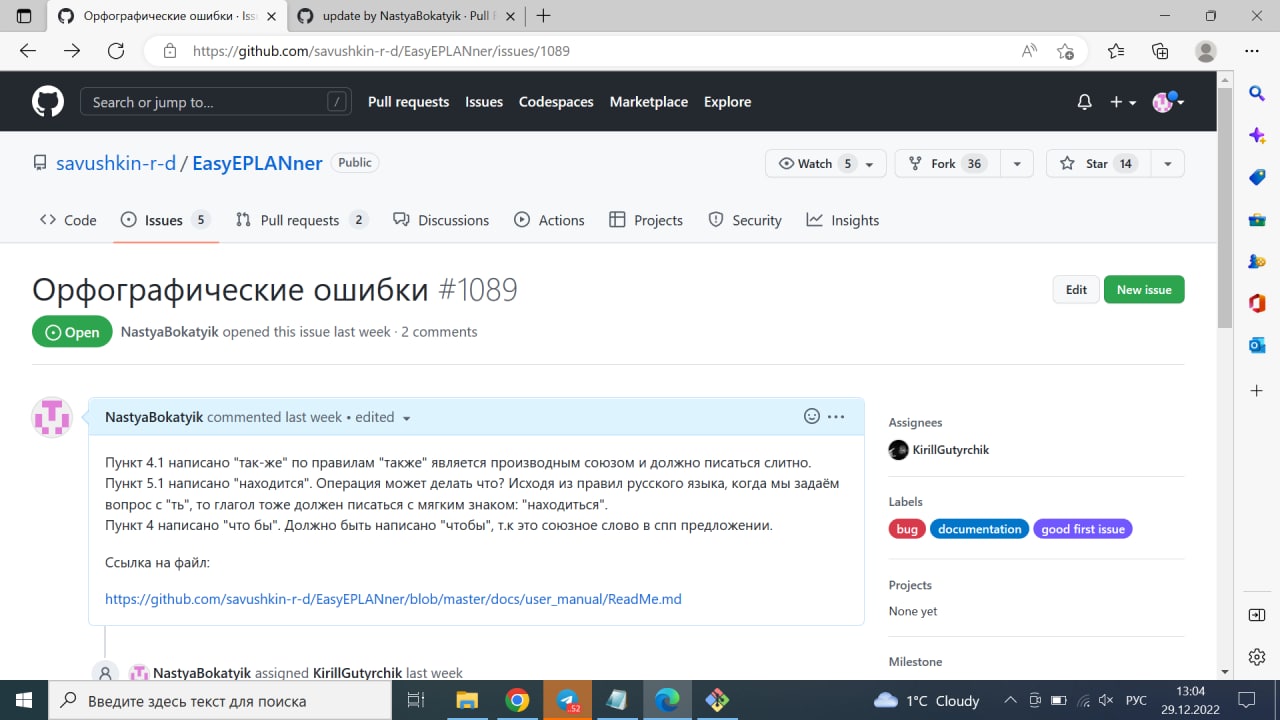 Орфографические ошибки · Iss
update by NastyaBokatyik · Pull R
https://github.com/savushkin-r-d/EasyEPLANner/issues/1089
Search or jump to... /
Pull requests Issues Codespaces Marketplace Explore
savushkin-r-d / EasyEPLANner Public
Watch 5 Fork 36 Star 14
Code Issues 5 Pull requests 2 Discussions Actions Projects Security Insights
Орфографические ошибки #1089
Edit New issue
Open NastyaBokatyik opened this issue last week · 2 comments
NastyaBokatyik commented last week • edited
Пункт 4.1 написано "так-же" по правилам "также" является производным союзом и должно писаться слитно.
Пункт 5.1 написано "находится". Операция может делать что? Исходя из правил русского языка, когда мы задаём
вопрос с "ть", то глагол тоже должен писаться с мягким знаком: "находиться".
Пункт 4 написано "что бы". Должно быть написано "чтобы", т.к это союзное слово в спп предложении.
Ссылка на файл:
https://github.com/savushkin-r-d/EasyEPLANner/blob/master/docs/user_manual/ReadMe.md
NastyaBokatyik assigned KirillGutyrchik last week
Assignees
KirillGutyrchik
Labels
bug documentation good first issue
Projects
None yet
Milestone
Введите здесь текст для поиска
1°C Cloudy
РУС
13:04
29.12.2022